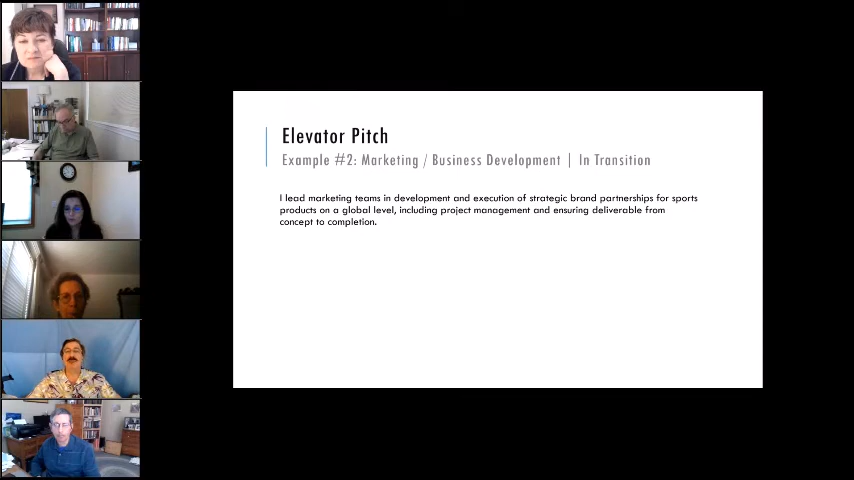 Elevator Pitch
Example #2: Marketing / Business Development | In Transition
I lead marketing teams in development and execution of strategic brand partnerships for sports
products on a global level, including project management and ensuring deliverable from
concept to completion.